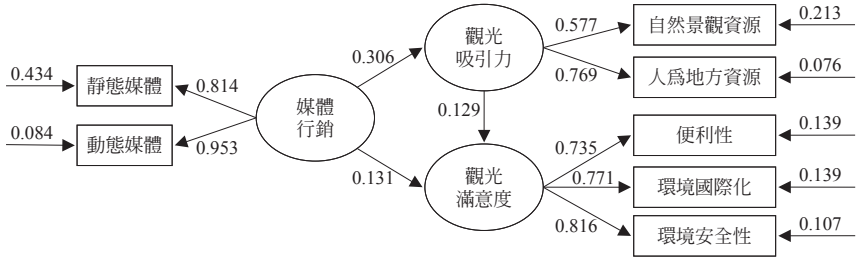 0.434
靜態媒體
0.814
0.084
動態媒體
0.953
媒體
行銷
0.306
0.131
觀光
吸引力
0.129
觀光
滿意度
0.577
自然景觀資源
0.213
0.769
人爲地方資源
0.076
0.735
便利性
0.139
0.771
環境國際化
0.139
0.816
環境安全性
0.107